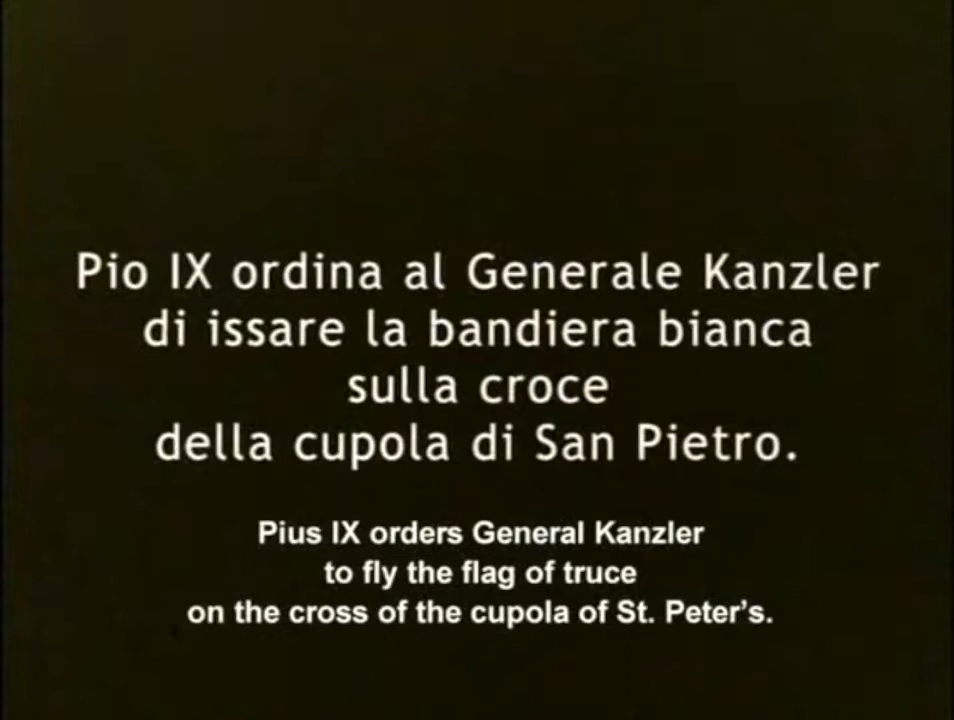 Pio IX ordina al Generale Kanzler
di issare la bandiera bianca
sulla croce
della cupola di San Pietro.
Pius IX orders General Kanzler
to fly the flag of truce
on the cross of the cupola of St. Peter's.